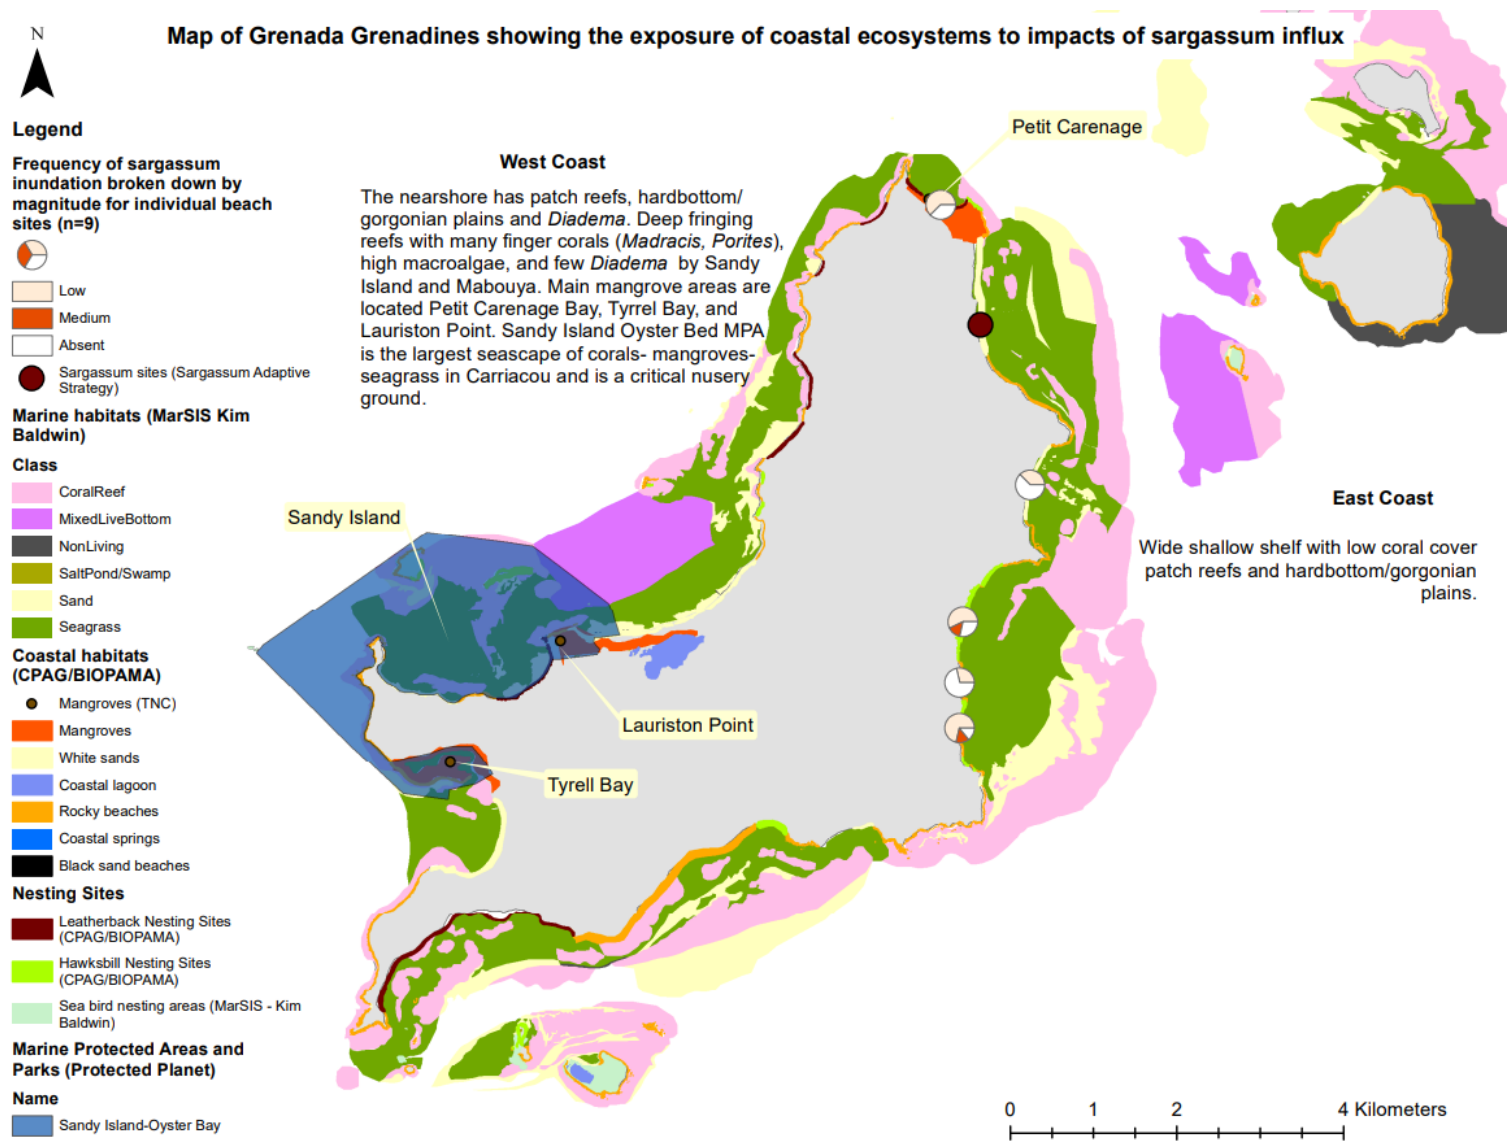 Map of Grenada Grenadines showing the exposure of coastal ecosystems to impacts of sargassum influx
N
Legend
Frequency of sargassum
inundation broken down by
magnitude for individual beach
sites (n=9)
Low
Medium
Absent
Sargassum sites (Sargassum Adaptive
Strategy)
Marine habitats (MarSIS Kim
Baldwin)
Class
CoralReef
MixedLiveBottom
NonLiving
SaltPond/Swamp
Sand
Seagrass
Coastal habitats
(CPAG/BIOPAMA)
Mangroves (TNC)
Mangroves
White sands
Coastal lagoon
Rocky beaches
Coastal springs
Black sand beaches
Nesting Sites
Leatherback Nesting Sites
(CPAG/BIOPAMA)
Hawksbill Nesting Sites
(CPAG/BIOPAMA)
Sea bird nesting areas (MarSIS - Kim
Baldwin)
Marine Protected Areas and
Parks (Protected Planet)
Name
Sandy Island-Oyster Bay
West Coast
The nearshore has patch reefs, hardbottom/
gorgonian plains and Diadema. Deep fringing
reefs with many finger corals (Madracis, Porites),
high macroalgae, and few Diadema by Sandy
Island and Mabouya. Main mangrove areas are
located Petit Carenage Bay, Tyrrel Bay, and
Lauriston Point. Sandy Island Oyster Bed MPA
is the largest seascape of corals- mangroves-
seagrass in Carriacou and is a critical nusery
ground.
Petit Carenage
Sandy Island
Lauriston Point
Tyrell Bay
East Coast
Wide shallow shelf with low coral cover
patch reefs and hardbottom/gorgonian
plains.
0 1 2 4 Kilometers